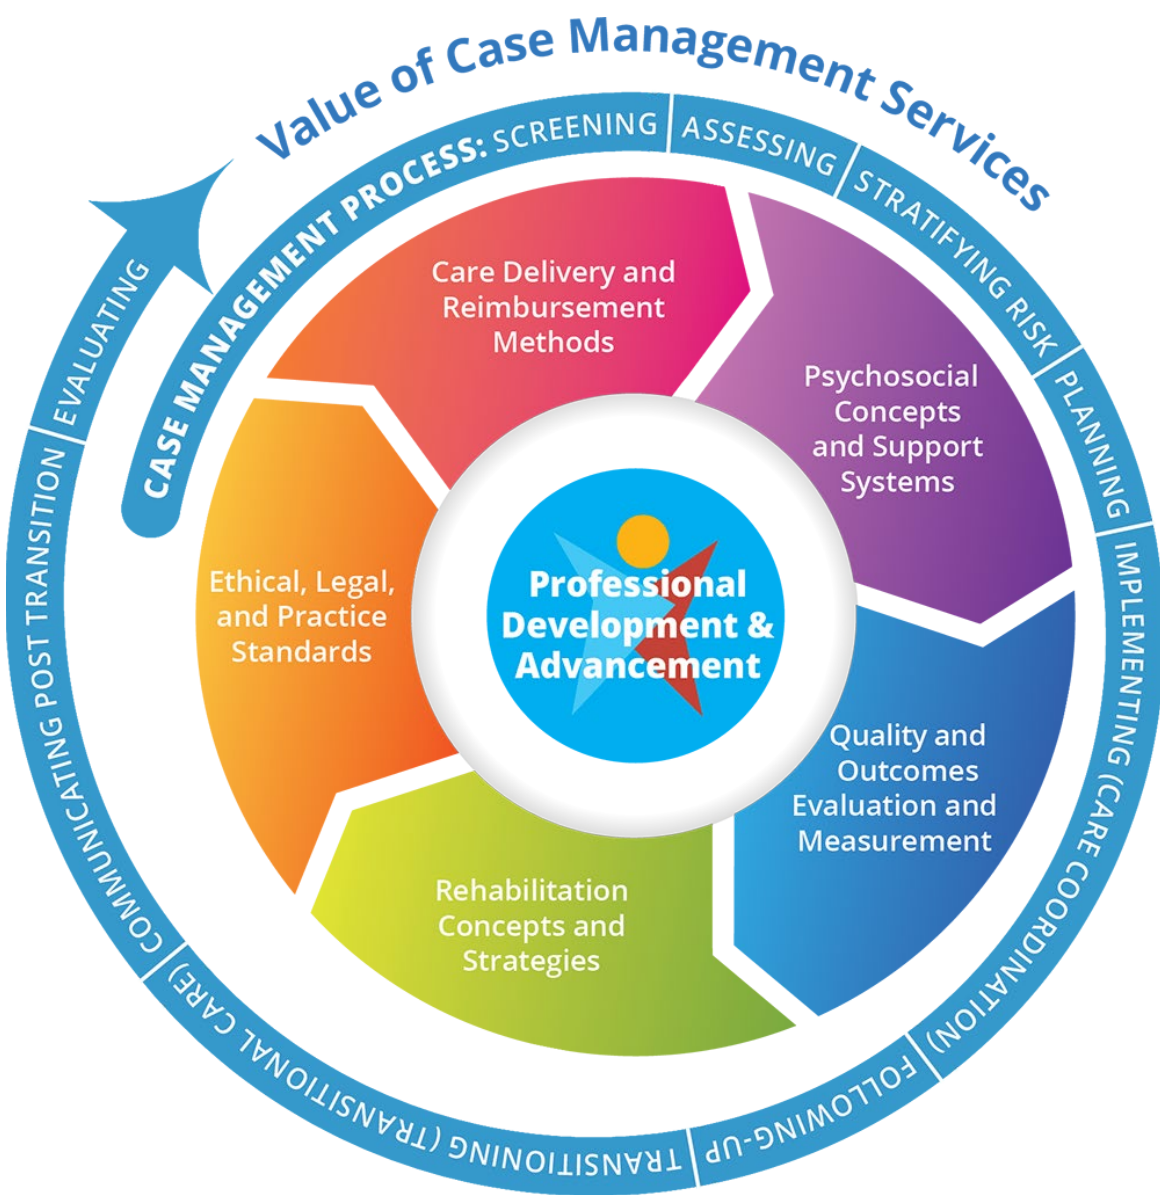 Value of Case Management Services
CASE MANAGEMENT PROCESS: SCREENING
ASSESSING
STRATIFYING RISK
PLANNING
IMPLEMENTING (CARE COORDINATION)
FOLLOWING-UP
TRANSITIONING (TRANSITIONAL CARE)
COMMUNICATING POST TRANSITION
EVALUATING
Care Delivery and
Reimbursement
Methods
Psychosocial
Concepts
and Support
Systems
Quality and
Outcomes
Evaluation and
Measurement
Rehabilitation
Concepts and
Strategies
Ethical, Legal,
and Practice
Standards
Professional
Development &
Advancement